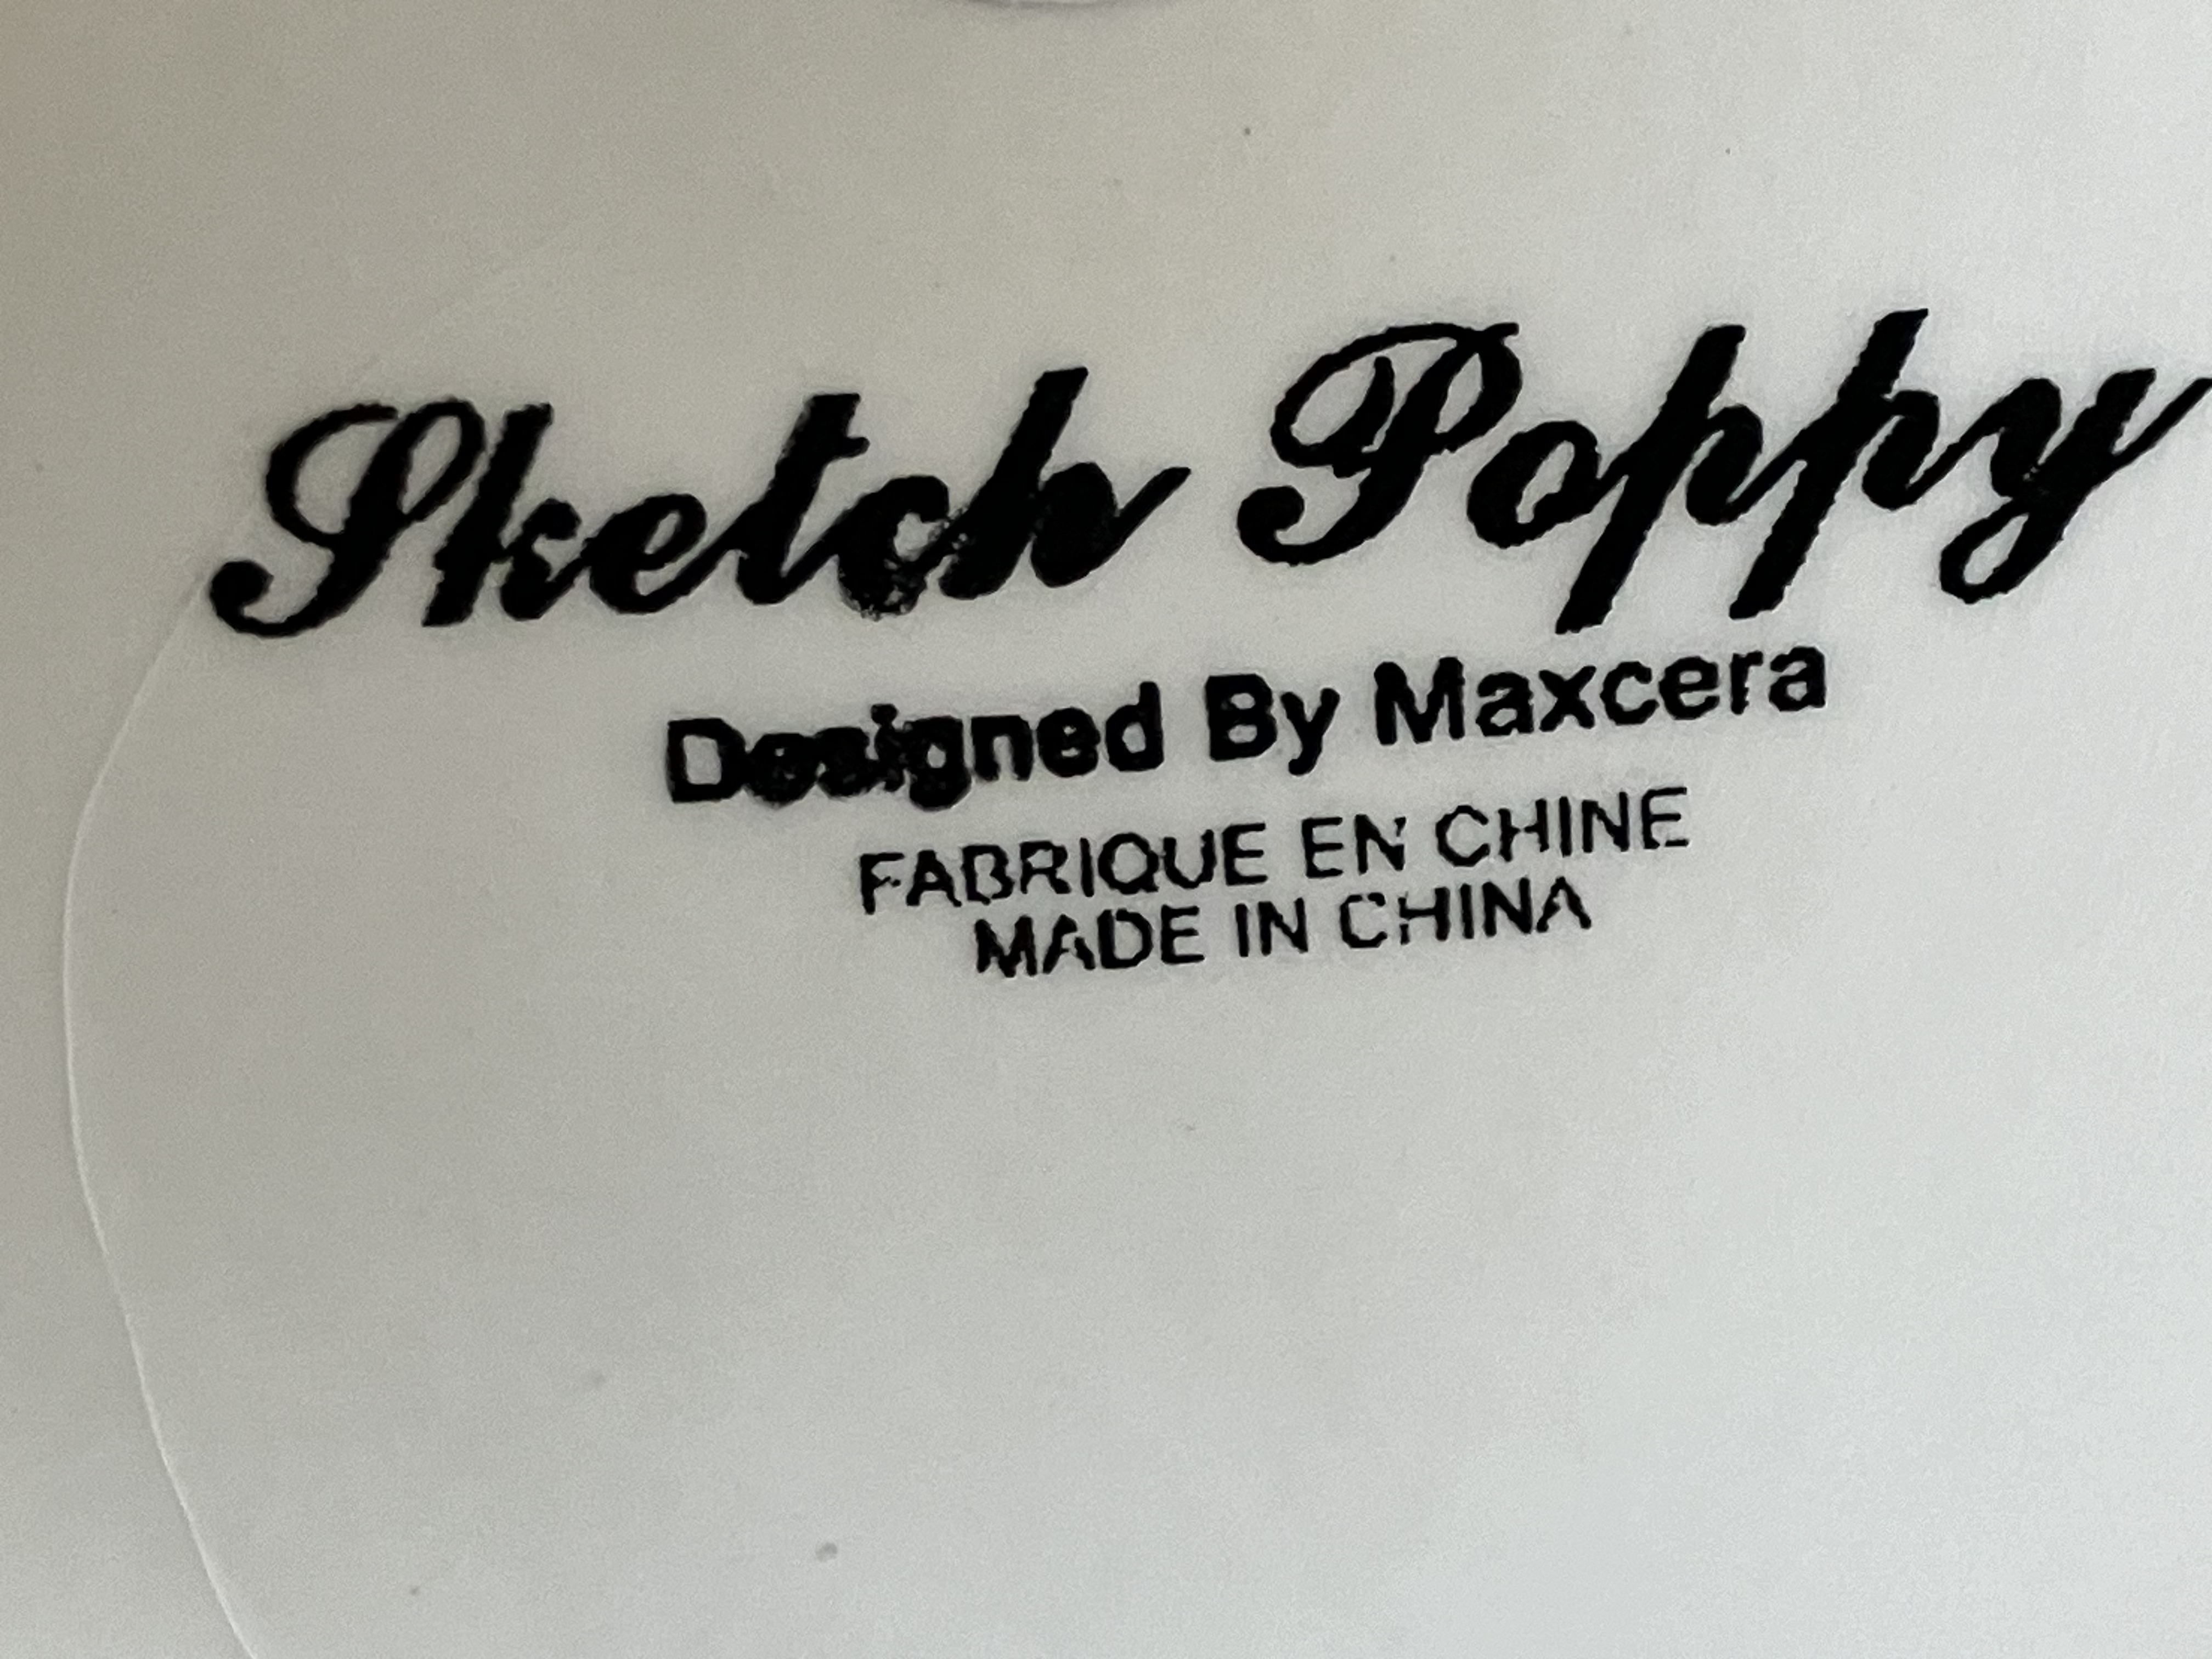 Sketch Poppy
Designed By Maxcera
FABRIQUE EN CHINE
MADE IN CHINA